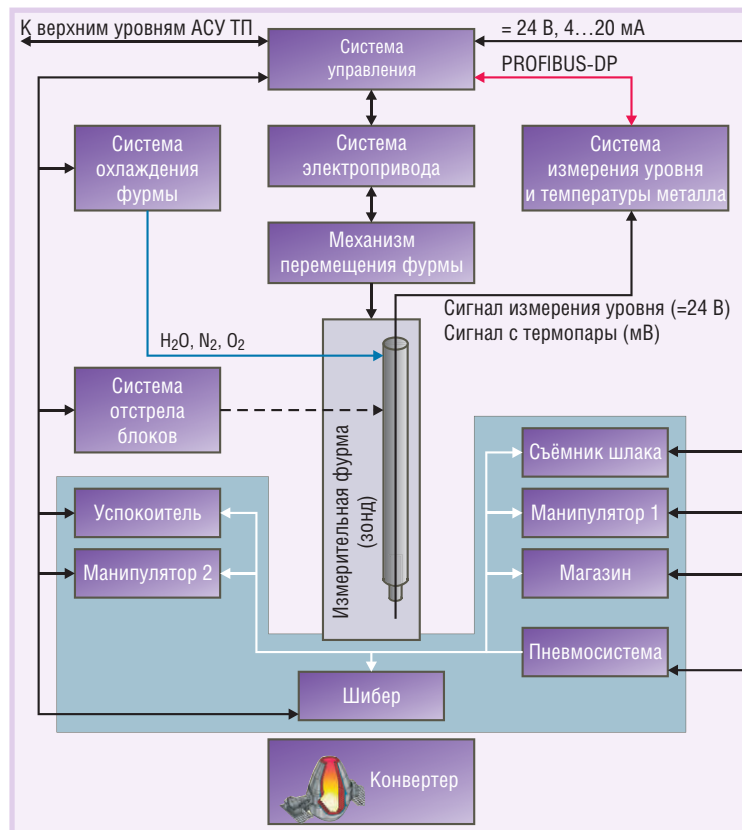 К верхним уровням АСУ ТП
= 24 В, 4...20 мА
Система
управления
PROFIBUS-DP
Система
охлаждения
фурмы
Система
электропривода
Система
измерения уровня
и температуры металла
Механизм
перемещения фурмы
Сигнал измерения уровня (=24 В)
Сигнал с термопары (мВ)
H₂O, N₂, O₂
Система
отстрела
блоков
Измерительная фурма
(зонд)
Съёмник шлака
Успокоитель
Манипулятор 1
Манипулятор 2
Магазин
Пневмосистема
Шибер
Конвертер